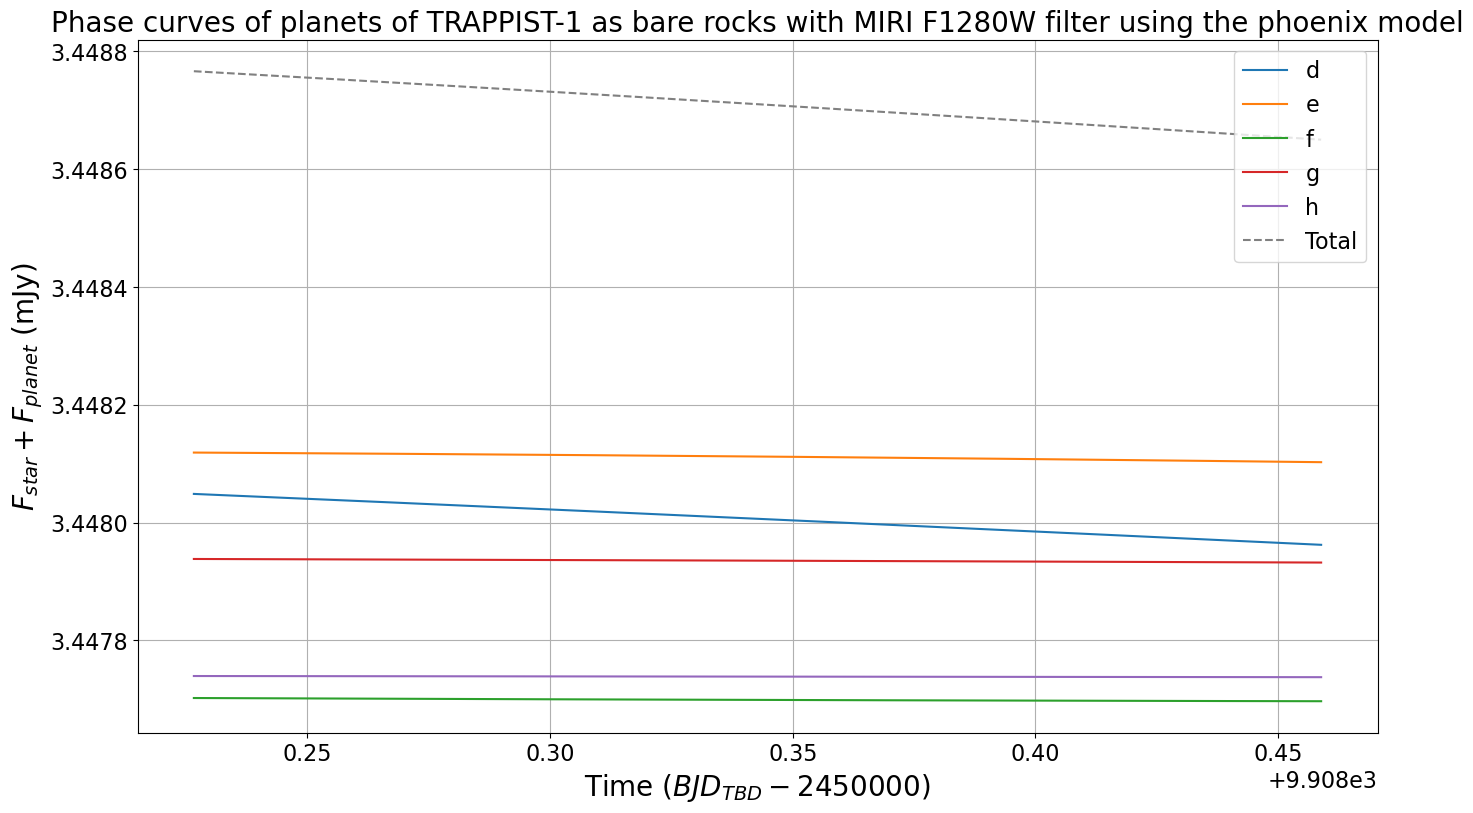 Phase curves of planets of TRAPPIST-1 as bare rocks with MIRI F1280W filter using the phoenix model
3.4488
3.4486
3.4484
3.4482
3.4480
3.4478
F_star + F_planet (mJy)
d
e
f
g
h
Total
0.25 0.30 0.35 0.40 0.45
+9.908e3
Time (BJD_TBD − 2450000)